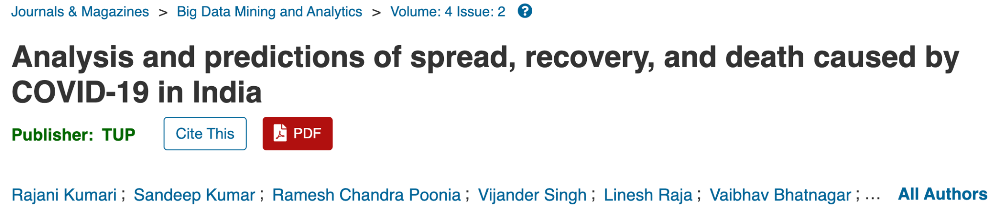 Journals & Magazines > Big Data Mining and Analytics > Volume: 4 Issue: 2 ?
Analysis and predictions of spread, recovery, and death caused by
COVID-19 in India
Publisher: TUP Cite This PDF
Rajani Kumari ; Sandeep Kumar ; Ramesh Chandra Poonia ; Vijander Singh ; Linesh Raja ; Vaibhav Bhatnagar ; ... All Authors